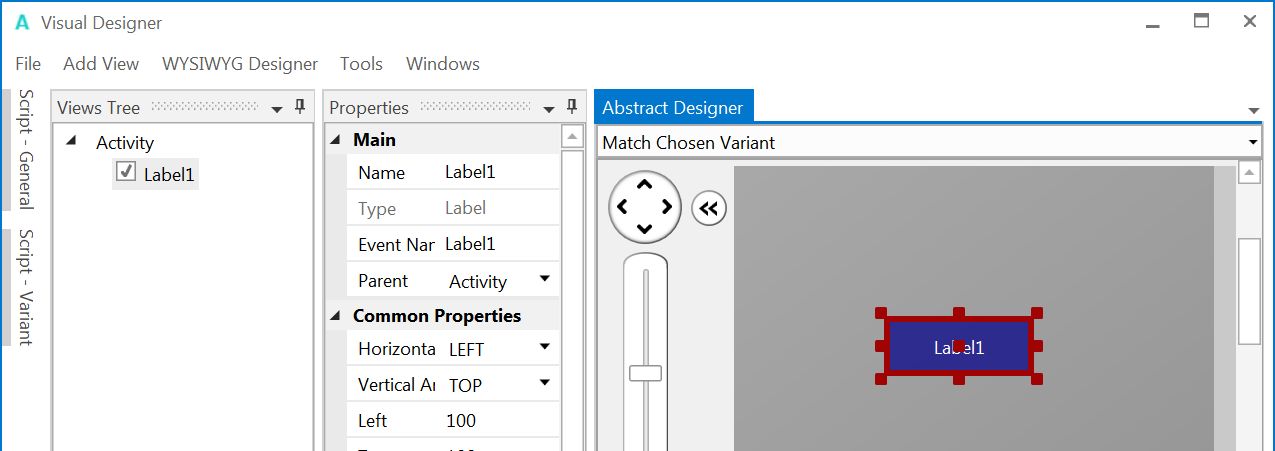 Visual Designer
File Add View WYSIWYG Designer Tools Windows
Script - General
Script - Variant
Views Tree
Activity
Label1
Properties
Main
Name Label1
Type Label
Event Nar Label1
Parent Activity
Common Properties
Horizonta LEFT
Vertical Ar TOP
Left 100
Abstract Designer
Match Chosen Variant
Label1